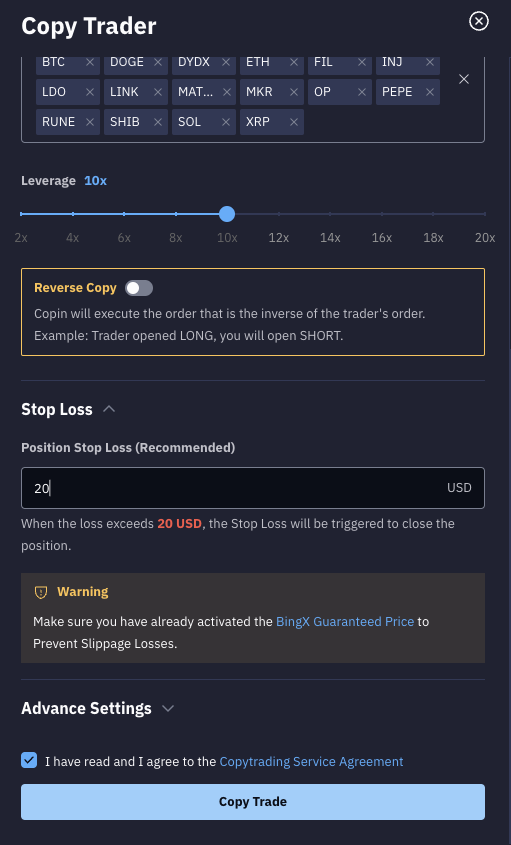 Copy Trader
BTC DOGE DYDX ETH FIL INJ
LDO LINK MAT... MKR OP PEPE
RUNE SHIB SOL XRP
Leverage 10x
2x 4x 6x 8x 10x 12x 14x 16x 18x 20x
Reverse Copy
Copin will execute the order that is the inverse of the trader's order.
Example: Trader opened LONG, you will open SHORT.
Stop Loss
Position Stop Loss (Recommended)
20 USD
When the loss exceeds 20 USD, the Stop Loss will be triggered to close the
position.
Warning
Make sure you have already activated the BingX Guaranteed Price to
Prevent Slippage Losses.
Advance Settings
I have read and I agree to the Copytrading Service Agreement
Copy Trade